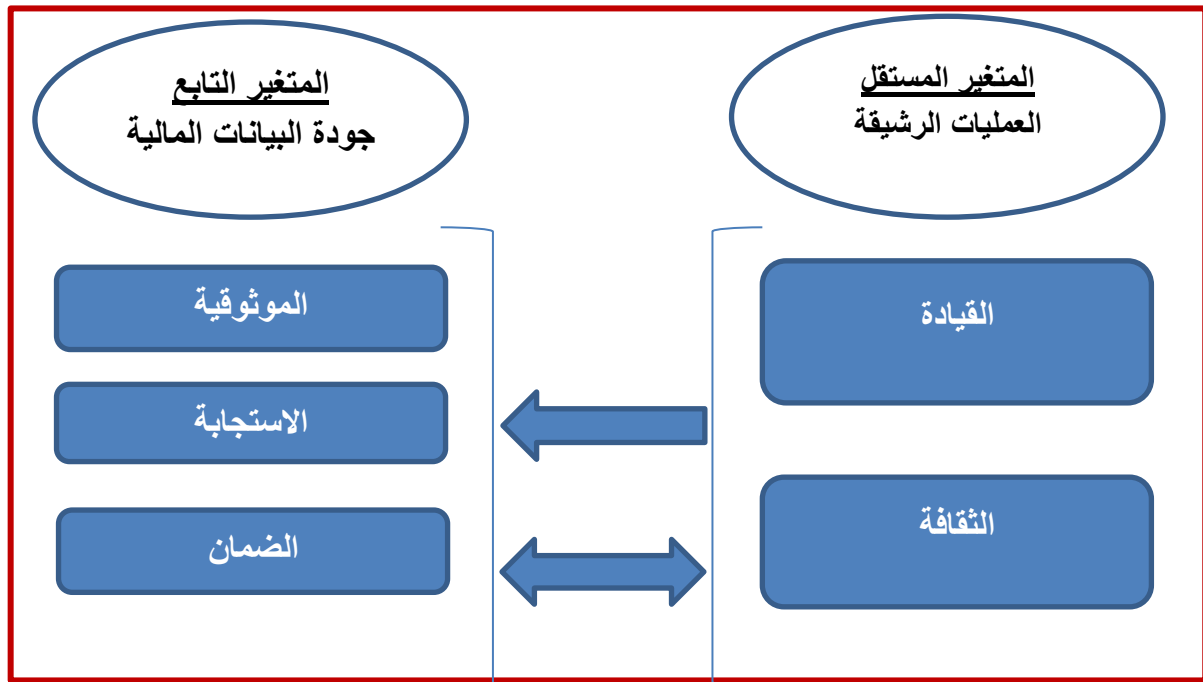 المتغير المستقل
العمليات الرشيقة
المتغير التابع
جودة البيانات المالية
القيادة
الثقافة
الموثوقية
الاستجابة
الضمان